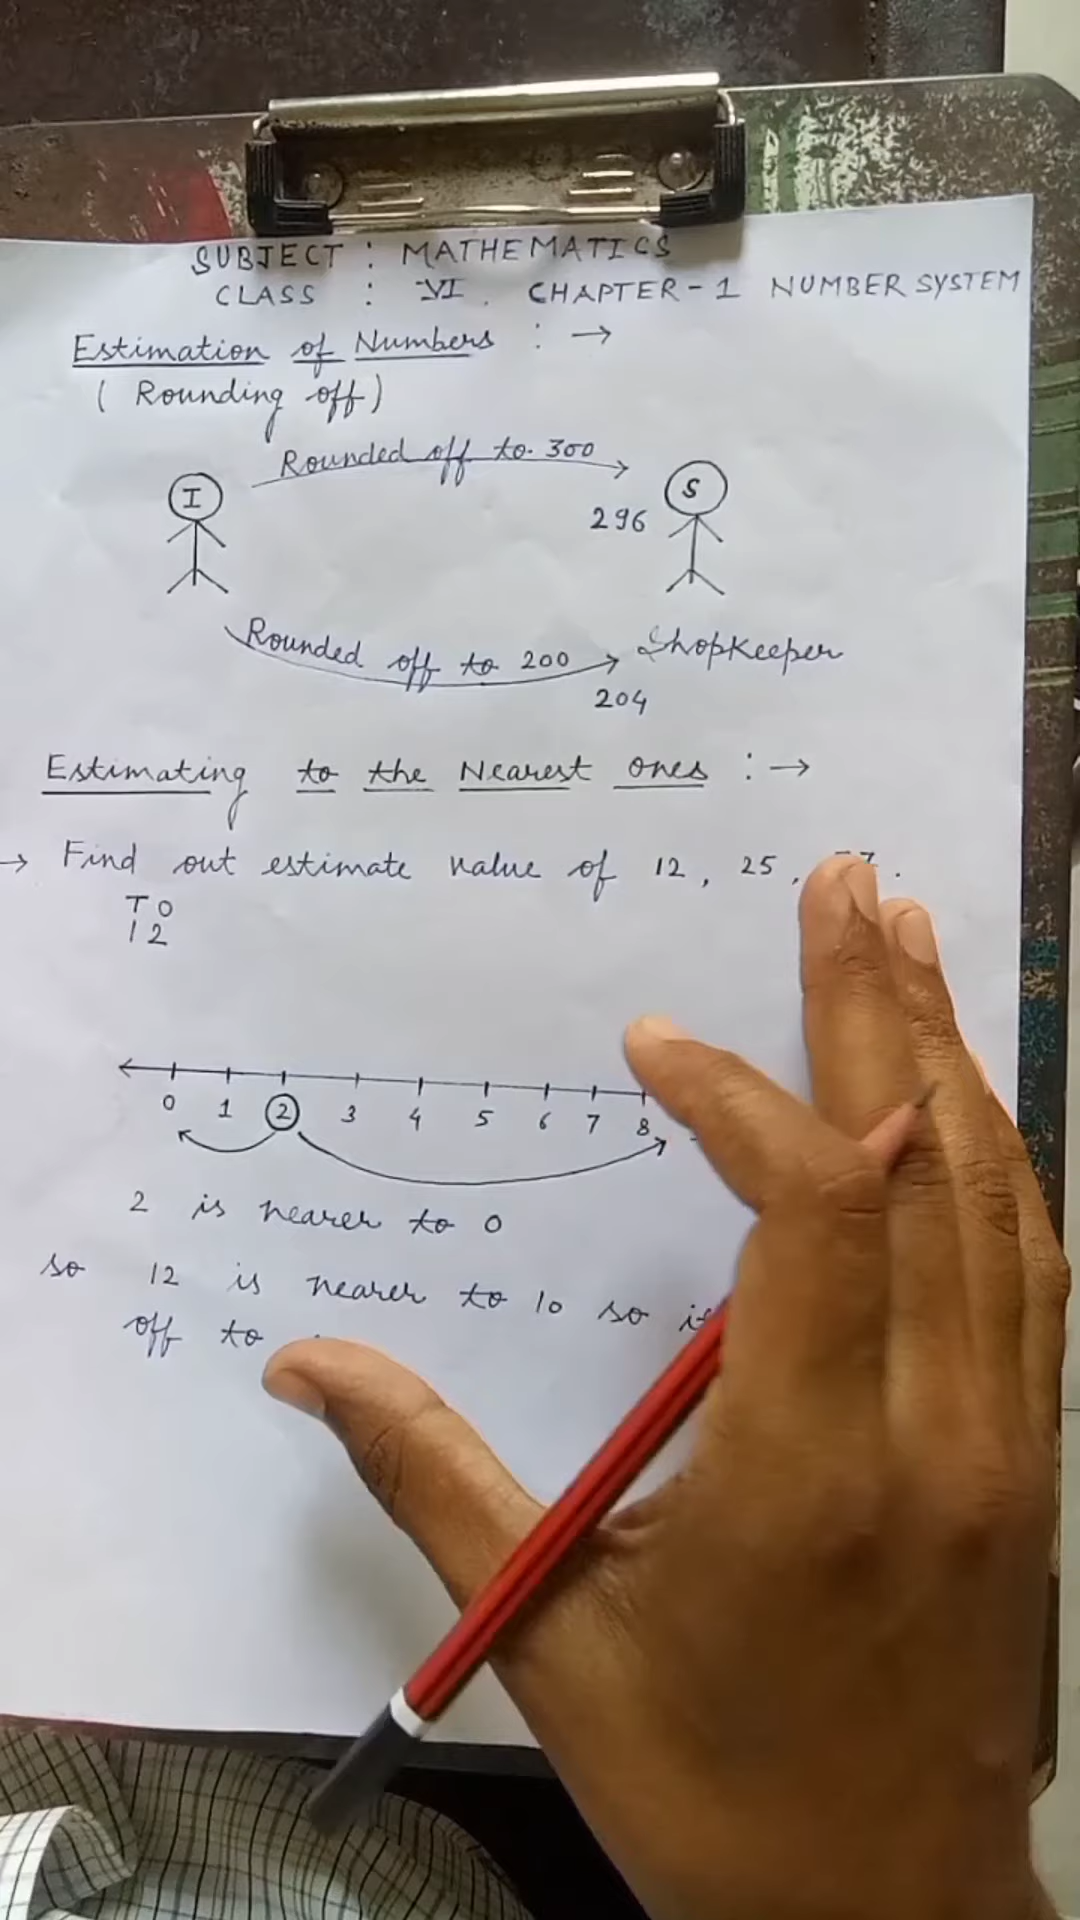 SUBJECT : MATHEMATICS
CLASS : VI. CHAPTER-1 NUMBER SYSTEM
Estimation of Numbers : →
( Rounding off )
Rounded off to 300
I
S
296
Rounded off to 200
Shopkeeper
204
Estimating to the Nearest ones : →
→ Find out estimate value of 12, 25,
T O
1 2
0 1 2 3 4 5 6 7 8
2 is nearer to 0
so 12 is nearer to 10 so
off to